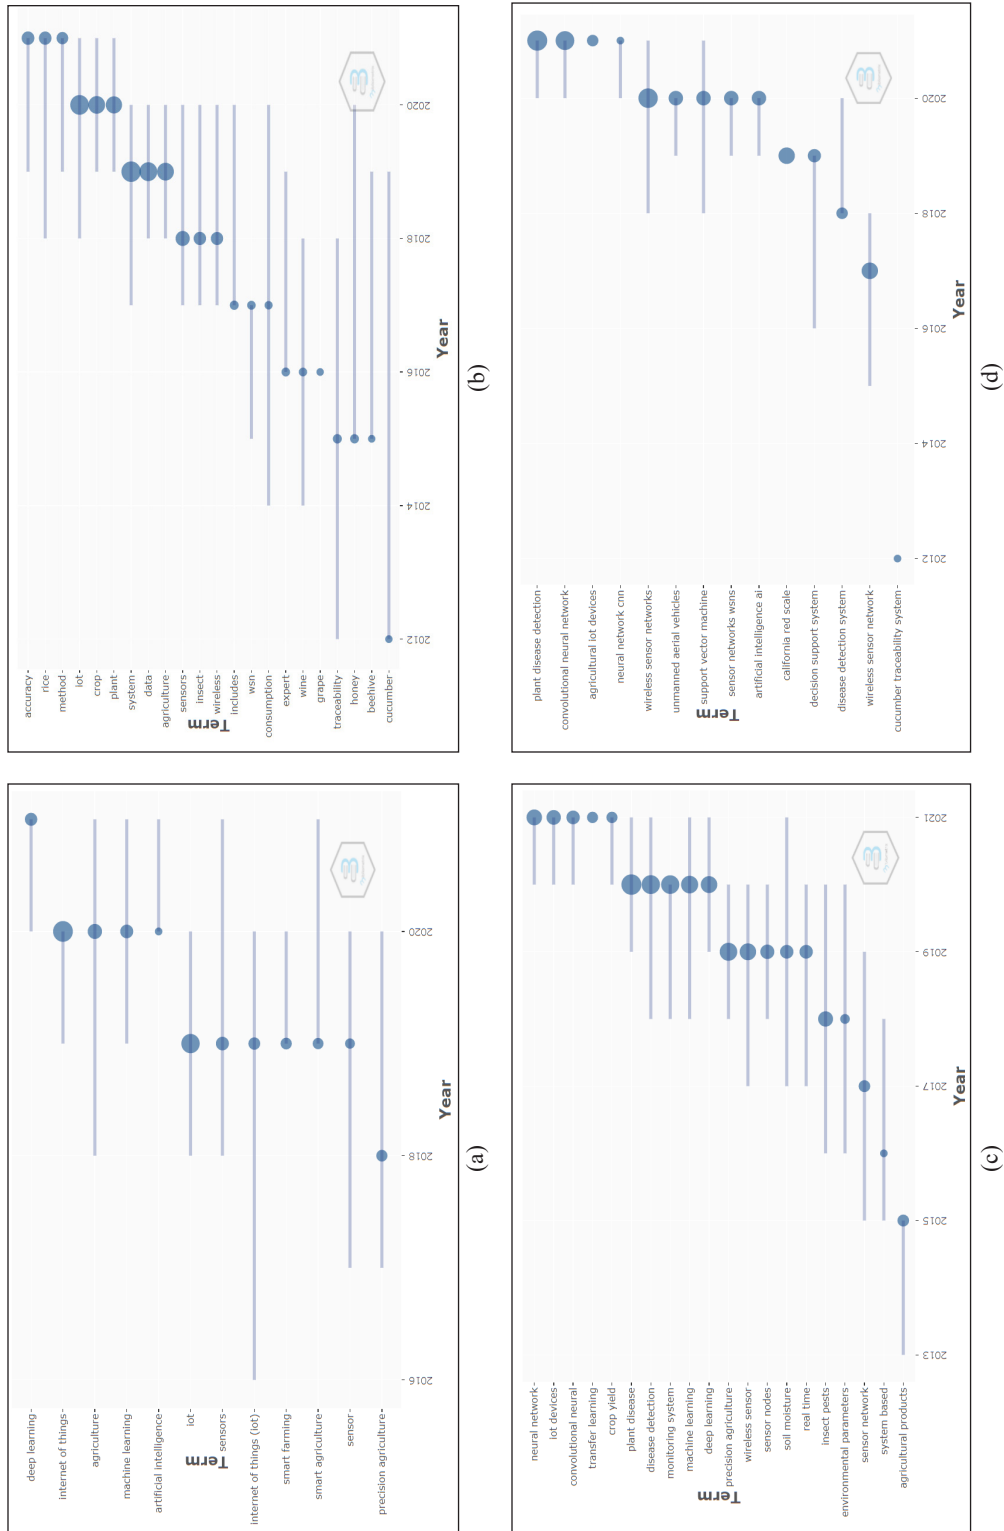 Term
deep learning
internet of things
agriculture
machine learning
artificial intelligence
iot
sensors
internet of things (iot)
smart farming
smart agriculture
sensor
precision agriculture
2016
2018
2020
Year
(a)
Term
accuracy
rice
method
iot
crop
plant
system
data
agriculture
sensors
insect
wireless
includes
wsn
consumption
expert
wine
grape
traceability
honey
beehive
cucumber
2012
2014
2016
2018
2020
Year
(b)
Term
neural network
iot devices
convolutional neural
transfer learning
crop yield
plant disease
disease detection
monitoring system
machine learning
deep learning
precision agriculture
wireless sensor
sensor nodes
soil moisture
real time
insect pests
environmental parameters
sensor network
system based
agricultural products
2013
2015
2017
2019
2021
Year
(c)
Term
plant disease detection
convolutional neural network
agricultural iot devices
neural network cnn
wireless sensor networks
unmanned aerial vehicles
support vector machine
sensor networks wsns
artificial intelligence ai
california red scale
decision support system
disease detection system
wireless sensor network
cucumber traceability system
2012
2014
2016
2018
2020
Year
(d)